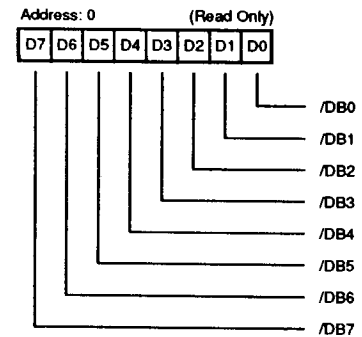 Address: 0 (Read Only)
D7 D6 D5 D4 D3 D2 D1 D0
/DB0
/DB1
/DB2
/DB3
/DB4
/DB5
/DB6
/DB7